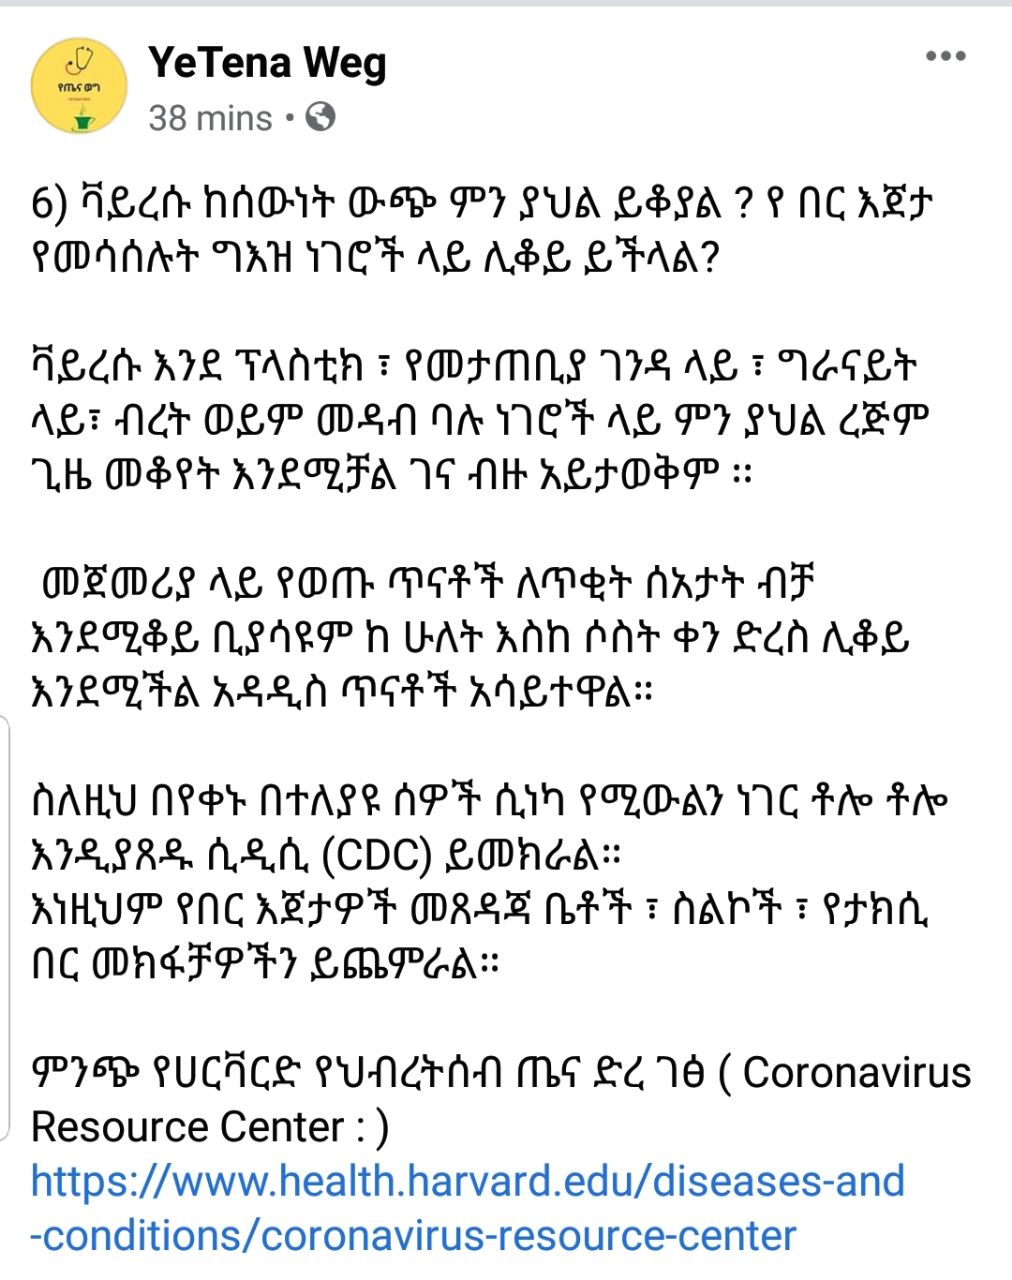 YeTena Weg
38 mins •
የጤና ወግ
6) ቫይረሱ ከሰውነት ውጭ ምን ያህል ይቆያል ? የ በር እጀታ
የመሳሰሉት ግእዝ ነገሮች ላይ ሊቆይ ይችላል?
ቫይረሱ እንደ ፕላስቲክ ፣ የመታጠቢያ ገንዳ ላይ ፣ ግራናይት
ላይ፣ ብረት ወይም መዳብ ባሉ ነገሮች ላይ ምን ያህል ረጅም
ጊዜ መቆየት እንደሚቻል ገና ብዙ አይታወቅም ።
መጀመሪያ ላይ የወጡ ጥናቶች ለጥቂት ሰአታት ብቻ
እንደሚቆይ ቢያሳዩም ከ ሁለት እስከ ሶስት ቀን ድረስ ሊቆይ
እንደሚችል አዳዲስ ጥናቶች አሳይተዋል።
ስለዚህ በየቀኑ በተለያዩ ሰዎች ሲነካ የሚውልን ነገር ቶሎ ቶሎ
እንዲያጸዱ ሲዲሲ (CDC) ይመክራል።
እነዚህም የበር እጀታዎች መጸዳጃ ቤቶች ፣ ስልኮች ፣ የታክሲ
በር መክፋቻዎችን ይጨምራል።
ምንጭ የሀርቫርድ የህብረትሰብ ጤና ድረ ገፅ ( Coronavirus
Resource Center : )
https://www.health.harvard.edu/diseases-and
-conditions/coronavirus-resource-center